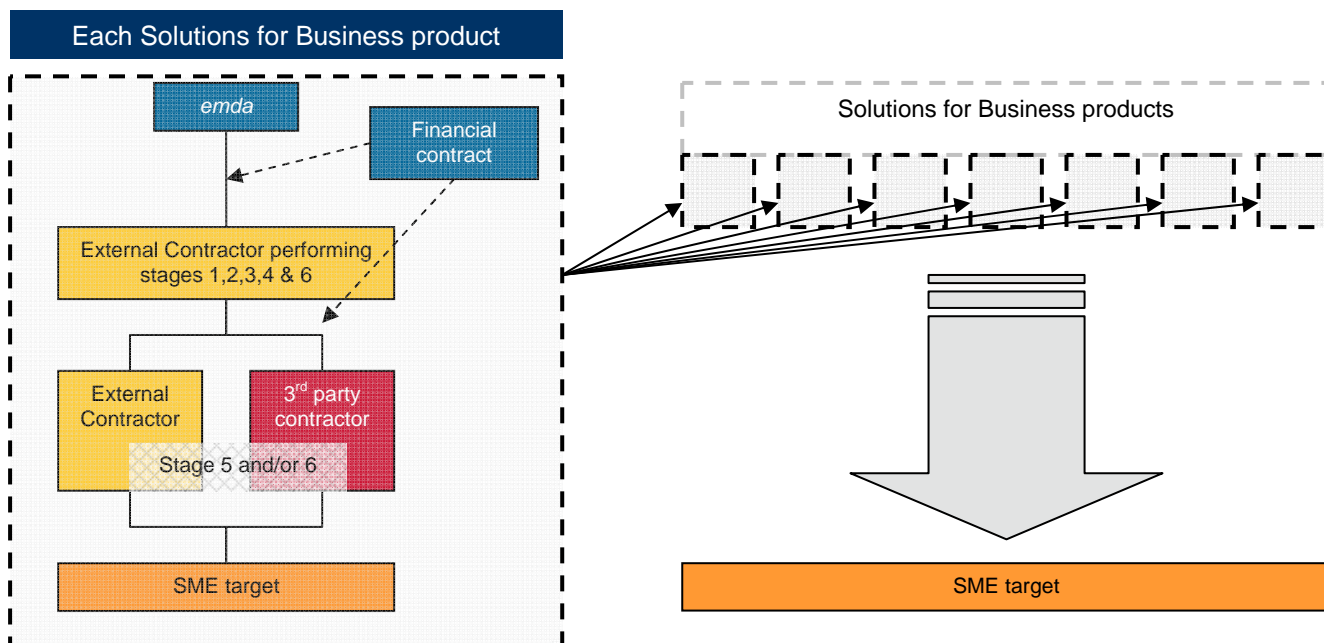 Each Solutions for Business product
emda
Financial
contract
External Contractor performing
stages 1,2,3,4 & 6
External
Contractor
3rd party
contractor
Stage 5 and/or 6
SME target
Solutions for Business products
SME target